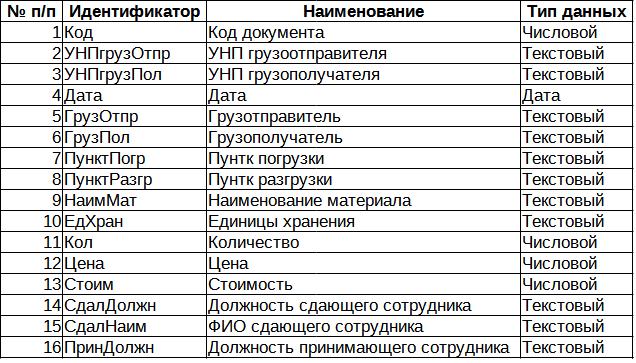 № п/п Идентификатор Наименование Тип данных
1 Код Код документа Числовой
2 УНПгрузОтпр УНП грузоотправителя Текстовый
3 УНПгрузПол УНП грузополучателя Текстовый
4 Дата Дата Дата
5 ГрузОтпр Грузотправитель Текстовый
6 ГрузПол Грузополучатель Текстовый
7 ПунктПогр Пунтк погрузки Текстовый
8 ПунктРазгр Пунтк разгрузки Текстовый
9 НаимМат Наименование материала Текстовый
10 ЕдХран Единицы хранения Текстовый
11 Кол Количество Числовой
12 Цена Цена Числовой
13 Стоим Стоимость Числовой
14 СдалДолжн Должность сдающего сотрудника Текстовый
15 СдалНаим ФИО сдающего сотрудника Текстовый
16 ПринДолжн Должность принимающего сотрудника Текстовый